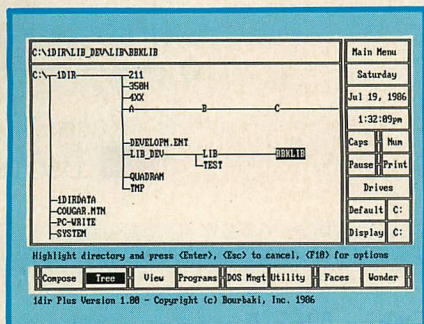 C:\1DIR\LIB_DEV\LIB\BBKLIB
Main Menu
Saturday
Jul 19, 1986
1:32:09pm
Caps Num
Pause Print
Drives
Default C:
Display C:
C:\ 1DIR 211
350H
4XX
A B C
DEVELOPM.ENT
LIB_DEV LIB BBKLIB
TEST
QUADRAM
TMP
1DIRDATA
COUGAR.MTN
PC-WRITE
SYSTEM
Highlight directory and press <Enter>, <Esc> to cancel, <F10> for options
Compose Tree View Programs DOS Mngt Utility Faces Wonder
1dir Plus Version 1.00 - Copyright (c) Bourbaki, Inc. 1986